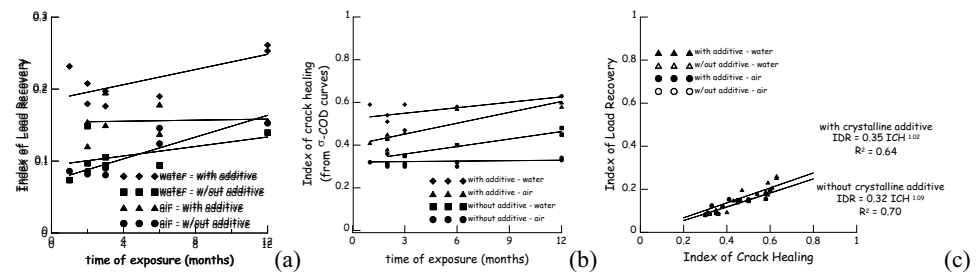 0.3
0.2
0.1
0
0 4 8 12
Index of Load Recovery
time of exposure (months)
water - with additive
water - w/out additive
air - with additive
air - w/out additive
(a)
1
0.8
0.6
0.4
0.2
0
0 3 6 9 12
Index of crack healing
(from σ-COD curves)
time of exposure (months)
with additive - water
with additive - air
without additive - water
without additive - air
(b)
1
0.8
0.6
0.4
0.2
0
0 0.2 0.4 0.6 0.8 1
Index of Load Recovery
Index of Crack Healing
with additive - water
w/out additive - water
with additive - air
w/out additive - air
with crystalline additive
IDR = 0.35 ICH 1.02
R² = 0.64
without crystalline additive
IDR = 0.32 ICH 1.09
R² = 0.70
(c)